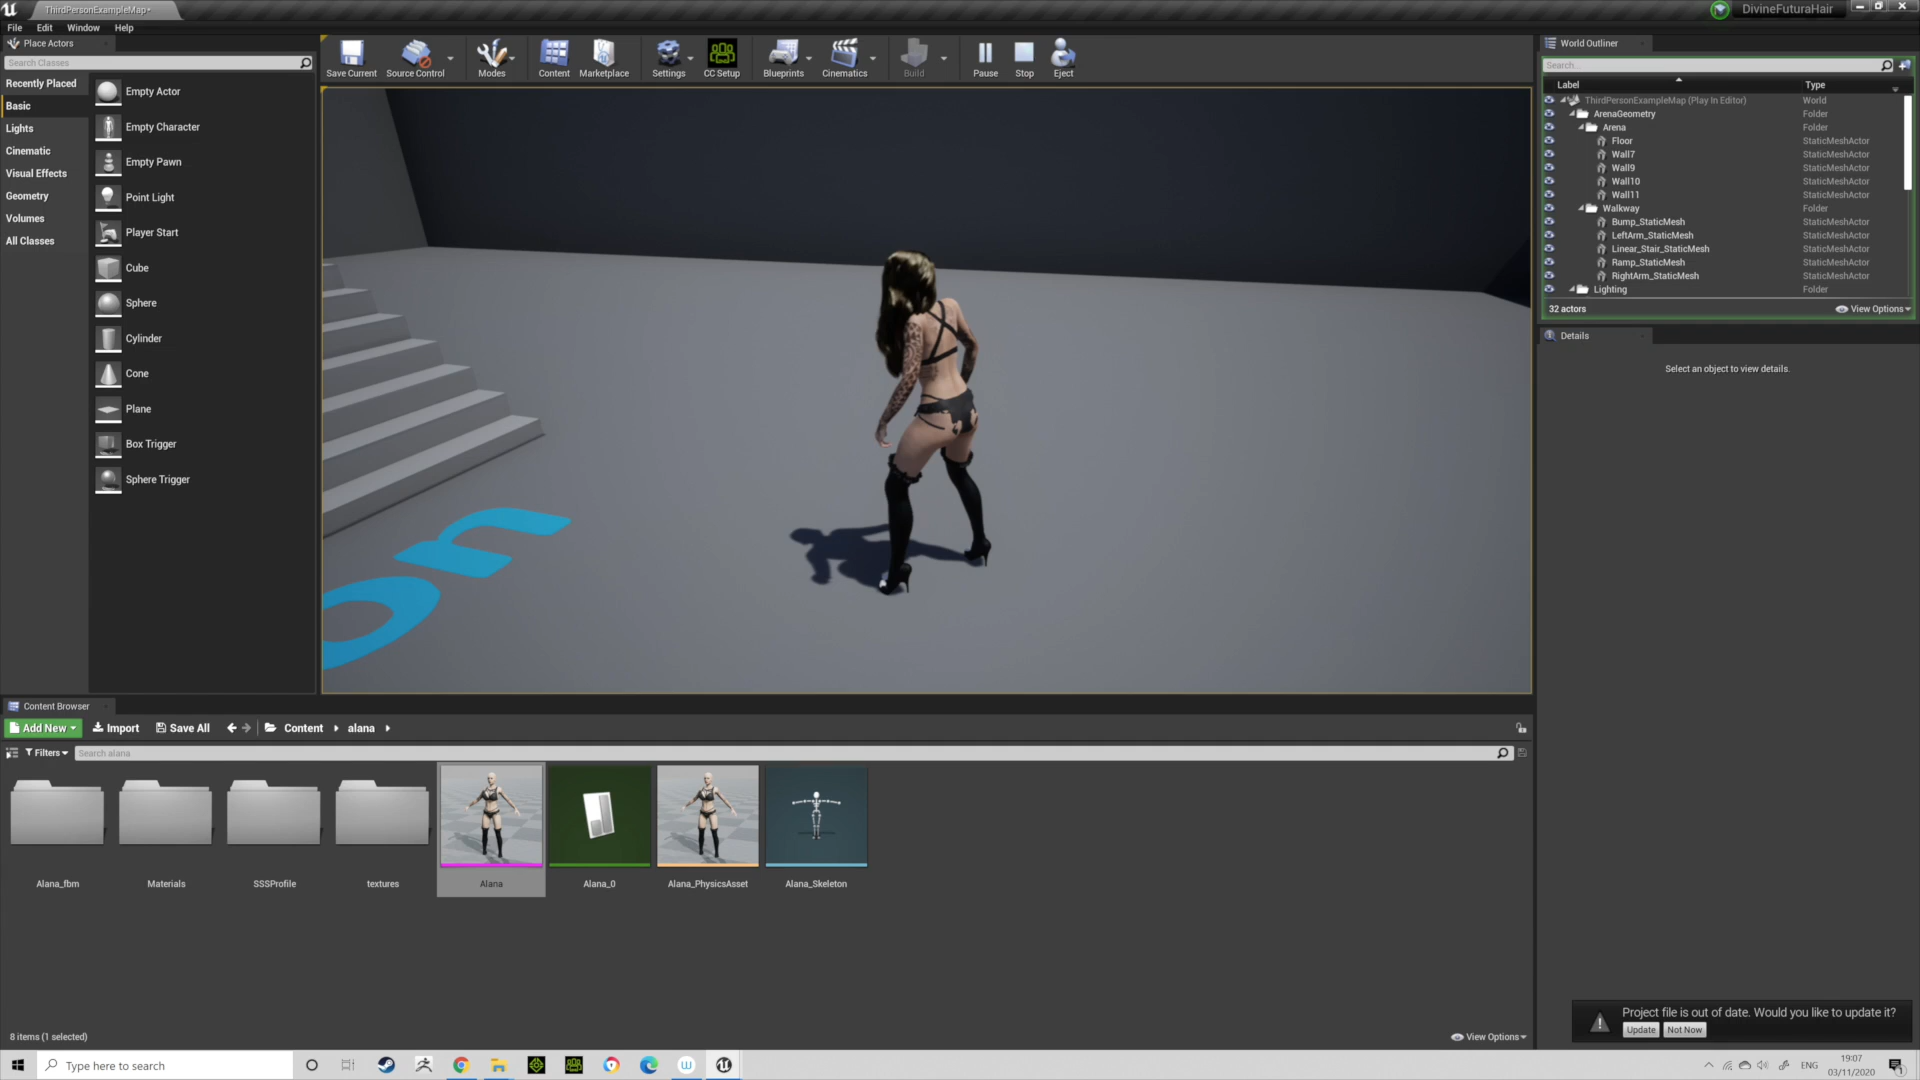 ThirdPersonExampleMap*
DivineFuturaHair
File Edit Window Help
Place Actors
Search Classes
Recently Placed
Basic
Lights
Cinematic
Visual Effects
Geometry
Volumes
All Classes
Empty Actor
Empty Character
Empty Pawn
Point Light
Player Start
Cube
Sphere
Cylinder
Cone
Plane
Box Trigger
Sphere Trigger
Save Current
Source Control
Modes
Content
Marketplace
Settings
CC Setup
Blueprints
Cinematics
Build
Pause
Stop
Eject
on
World Outliner
Search...
Label Type
ThirdPersonExampleMap (Play In Editor) World
ArenaGeometry Folder
Arena Folder
Floor StaticMeshActor
Wall7 StaticMeshActor
Wall9 StaticMeshActor
Wall10 StaticMeshActor
Wall11 StaticMeshActor
Walkway Folder
Bump_StaticMesh StaticMeshActor
LeftArm_StaticMesh StaticMeshActor
Linear_Stair_StaticMesh StaticMeshActor
Ramp_StaticMesh StaticMeshActor
RightArm_StaticMesh StaticMeshActor
Lighting Folder
32 actors
View Options
Details
Select an object to view details.
Content Browser
Add New Import Save All Content alana
Filters Search alana
Alana_fbm
Materials
SSSProfile
textures
Alana
Alana_0
Alana_PhysicsAsset
Alana_Skeleton
8 items (1 selected)
View Options
Project file is out of date. Would you like to update it?
Update Not Now
Type here to search
ENG
19:07
03/11/2020